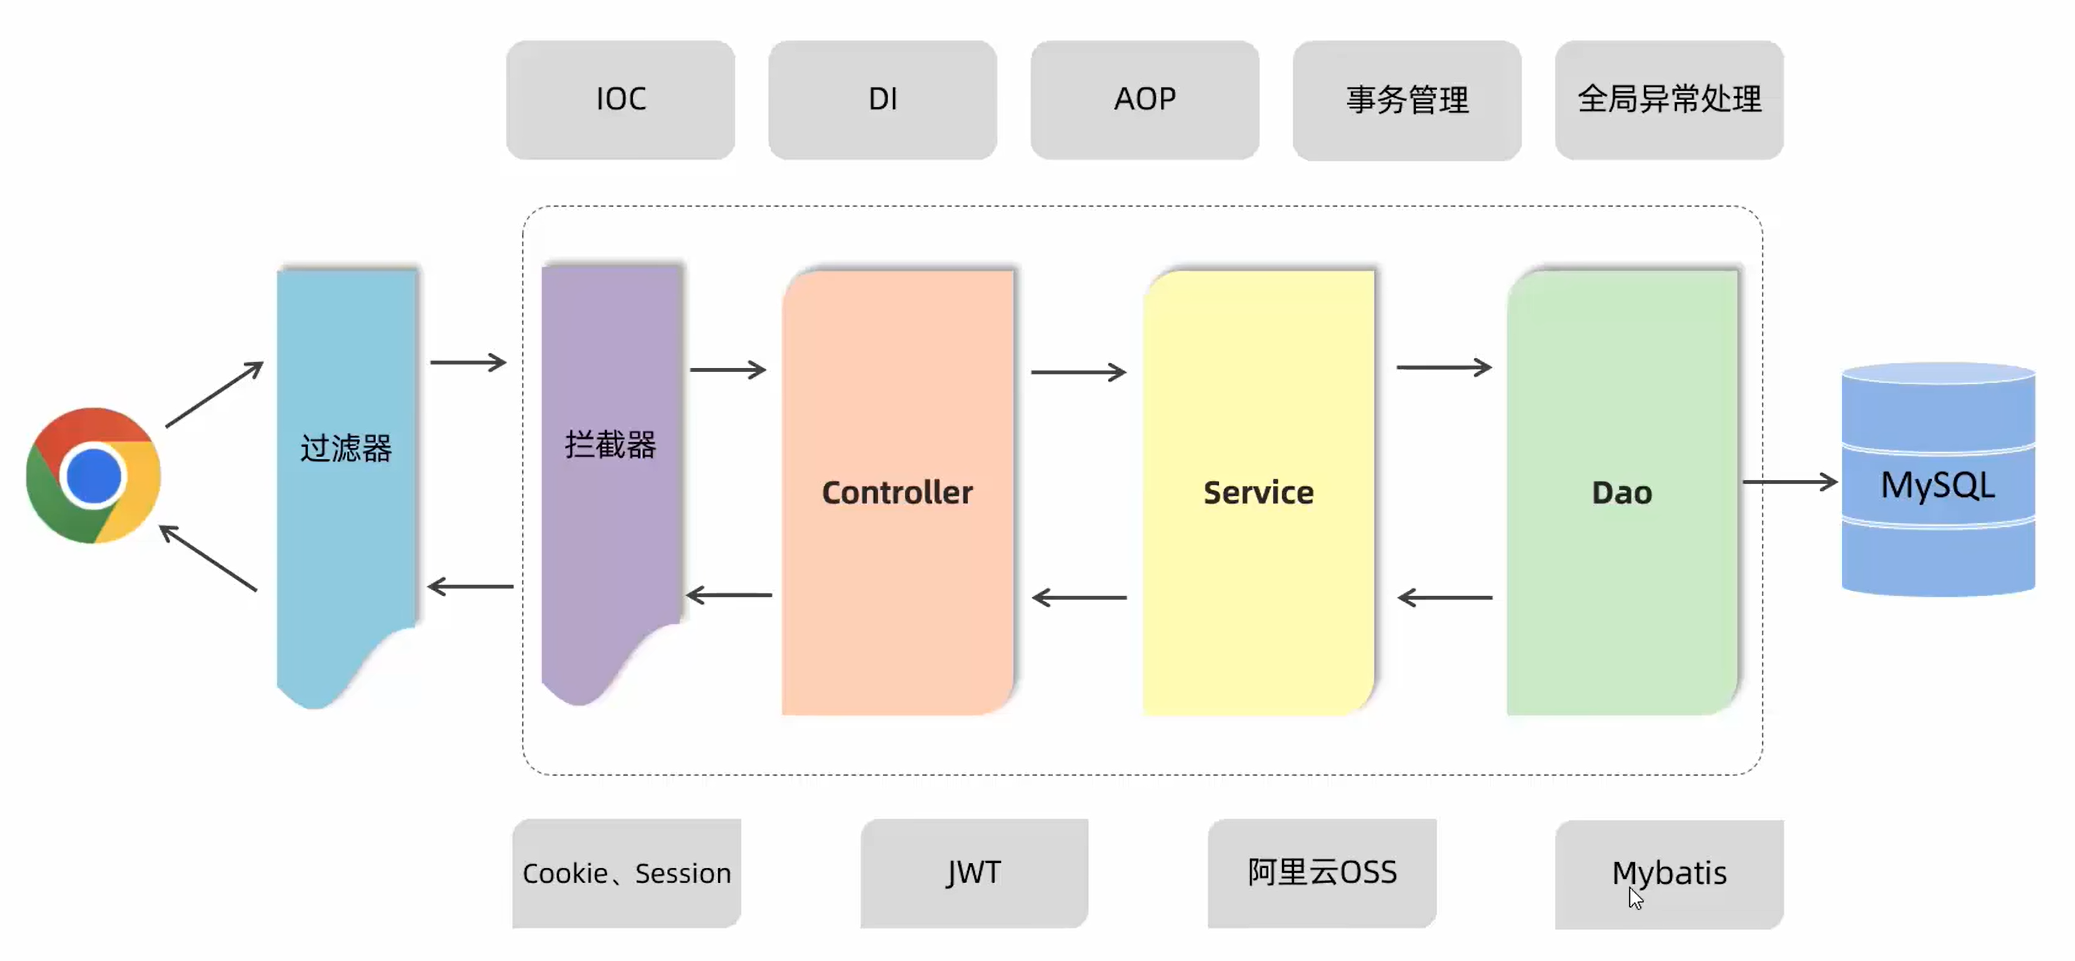 IOC
DI
AOP
事务管理
全局异常处理
过滤器
拦截器
Controller
Service
Dao
MySQL
Cookie、Session
JWT
阿里云OSS
Mybatis